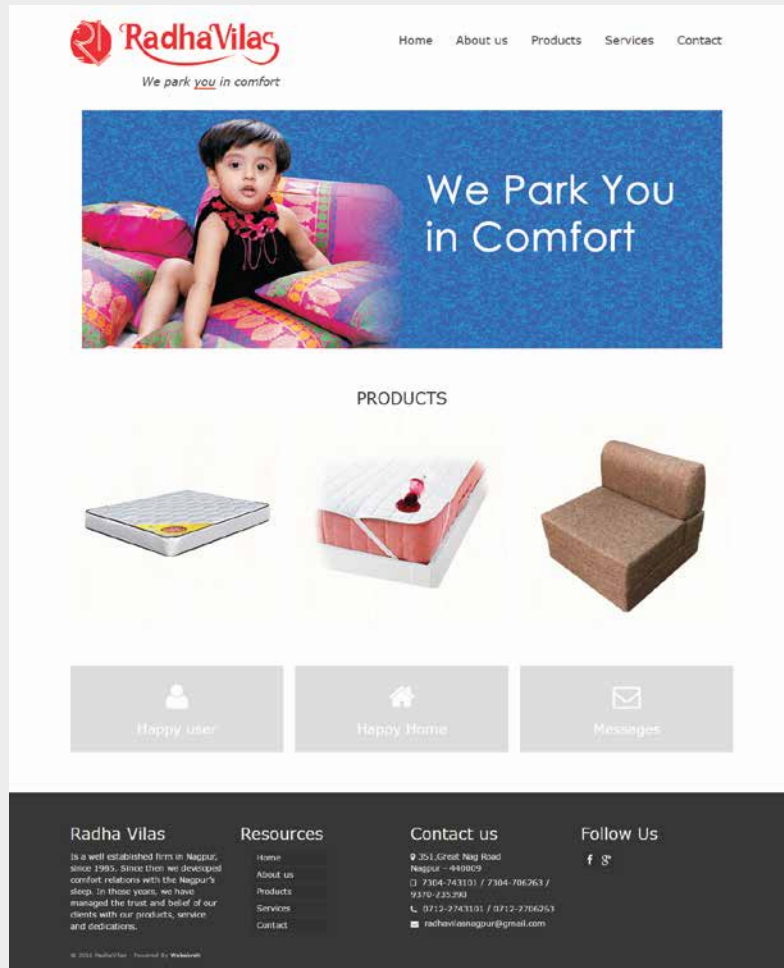 रा RadhaVilas
We park you in comfort
Home About us Products Services Contact
We Park You
in Comfort
PRODUCTS
Happy user
Happy Home
Messages
Radha Vilas
Is a well established firm in Nagpur,
since 1985. Since then we developed
comfort relations with the Nagpur's
sleep. In those years, we have
managed the trust and belief of our
clients with our products, service
and dedications.
Resources
Home
About us
Products
Services
Contact
Contact us
351,Great Nag Road
Nagpur - 440009
7304-743101 / 7304-706263 /
9370-235390
0712-2743101 / 0712-2706263
radhavilasnagpur@gmail.com
Follow Us
f g+
RadhaVilas - Powered By